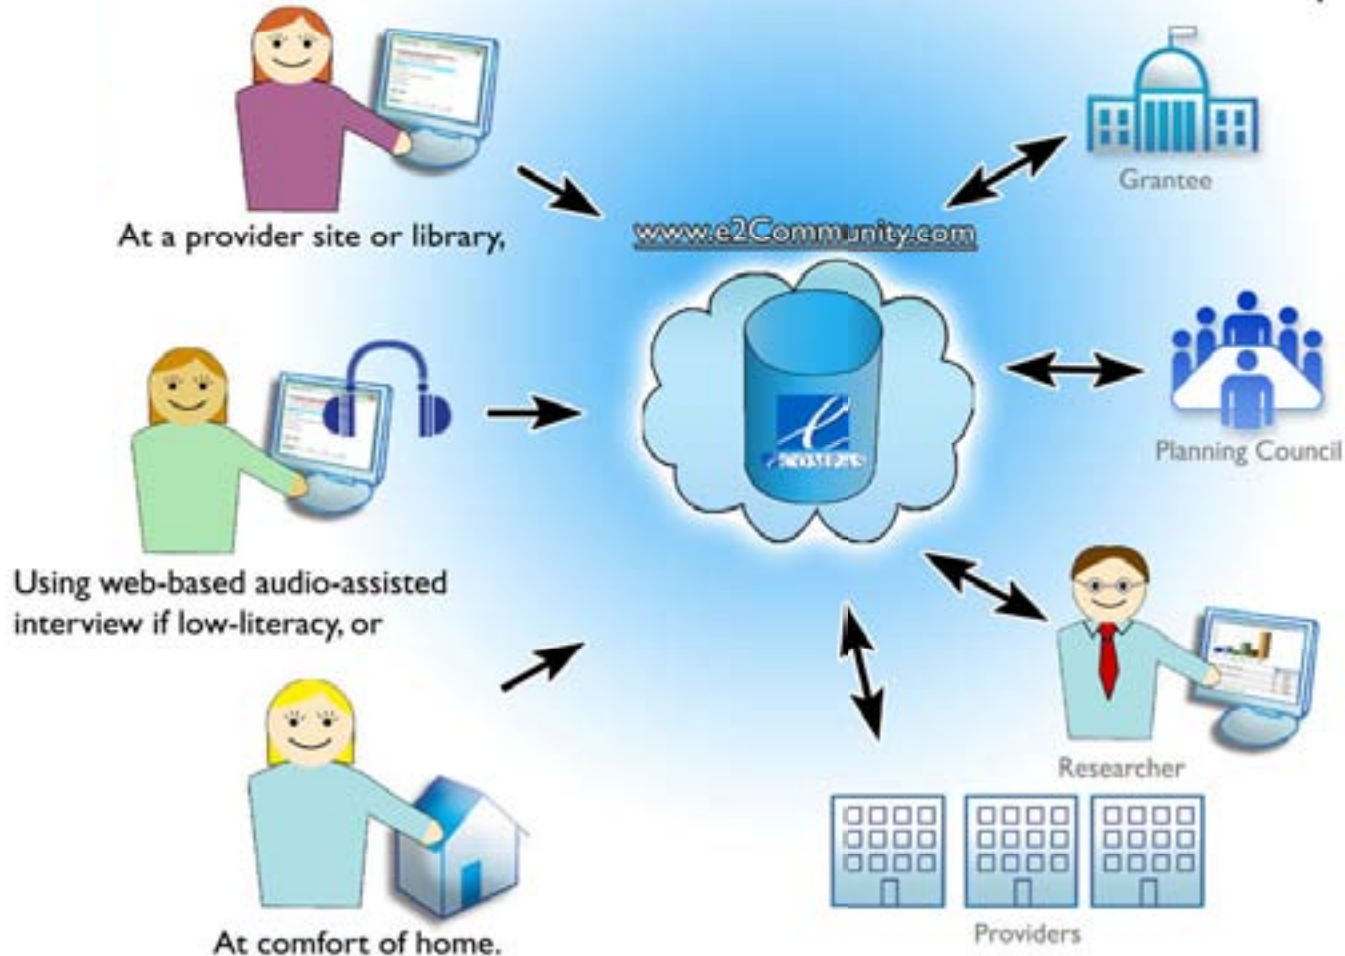 At a provider site or library,
www.e2Community.com
Grantee
Planning Council
Using web-based audio-assisted
interview if low-literacy, or
Researcher
Providers
At comfort of home.